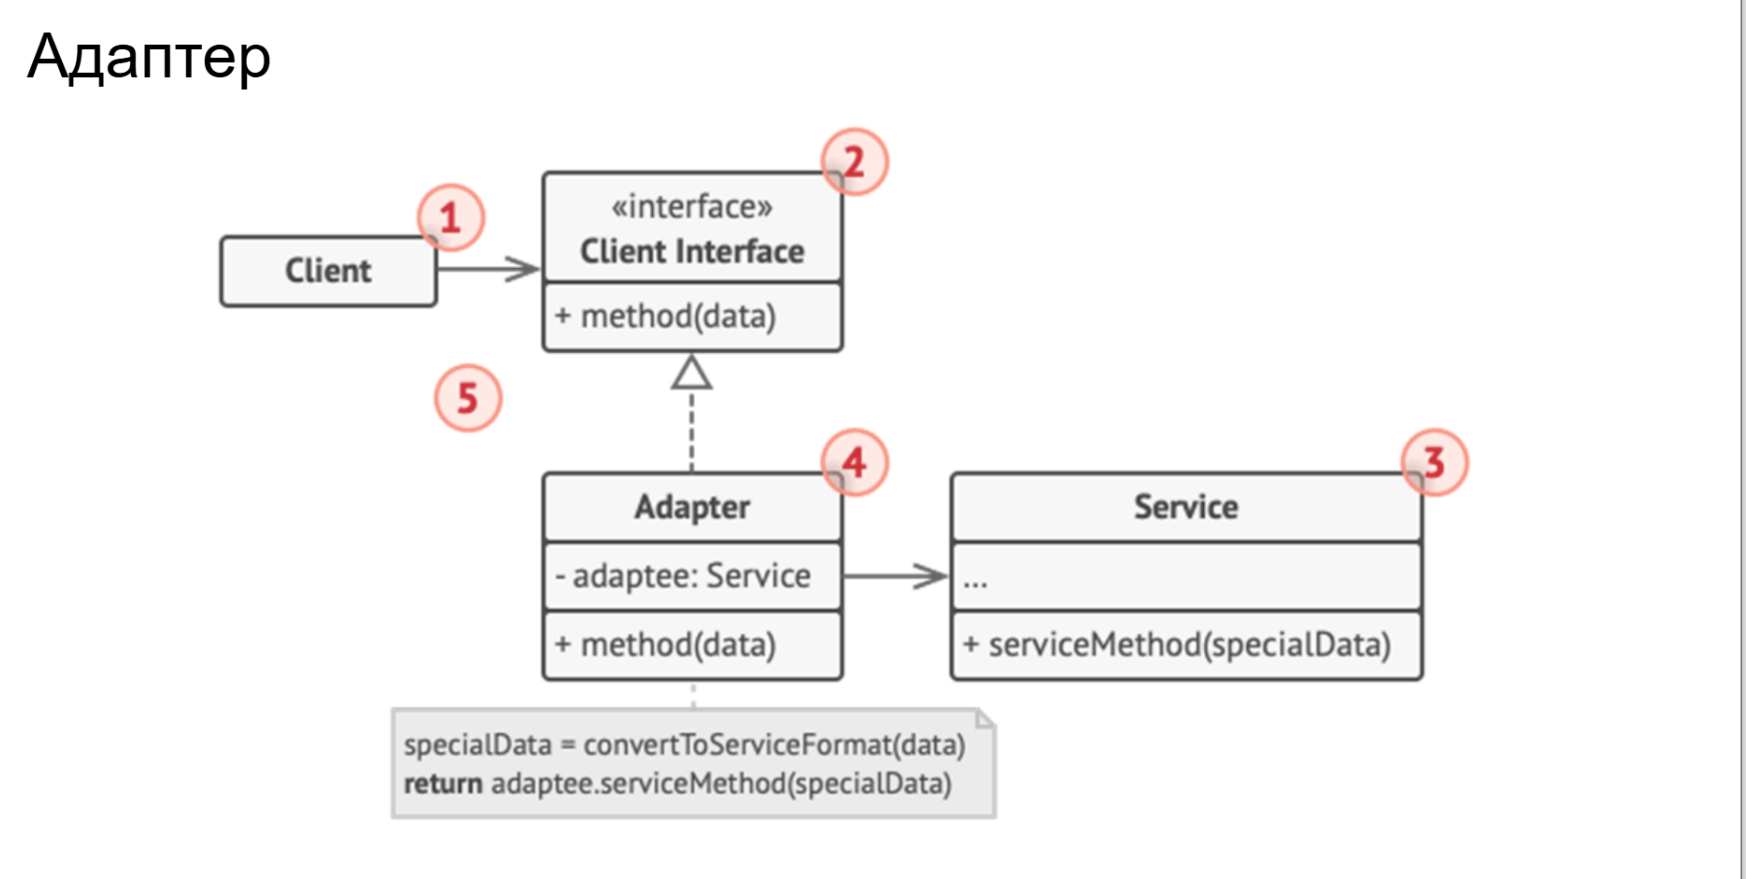 Адаптер
1
2
«interface»
Client Interface
Client
+ method(data)
5
4
3
Adapter
- adaptee: Service
+ method(data)
Service
...
+ serviceMethod(specialData)
specialData = convertToServiceFormat(data)
return adaptee.serviceMethod(specialData)